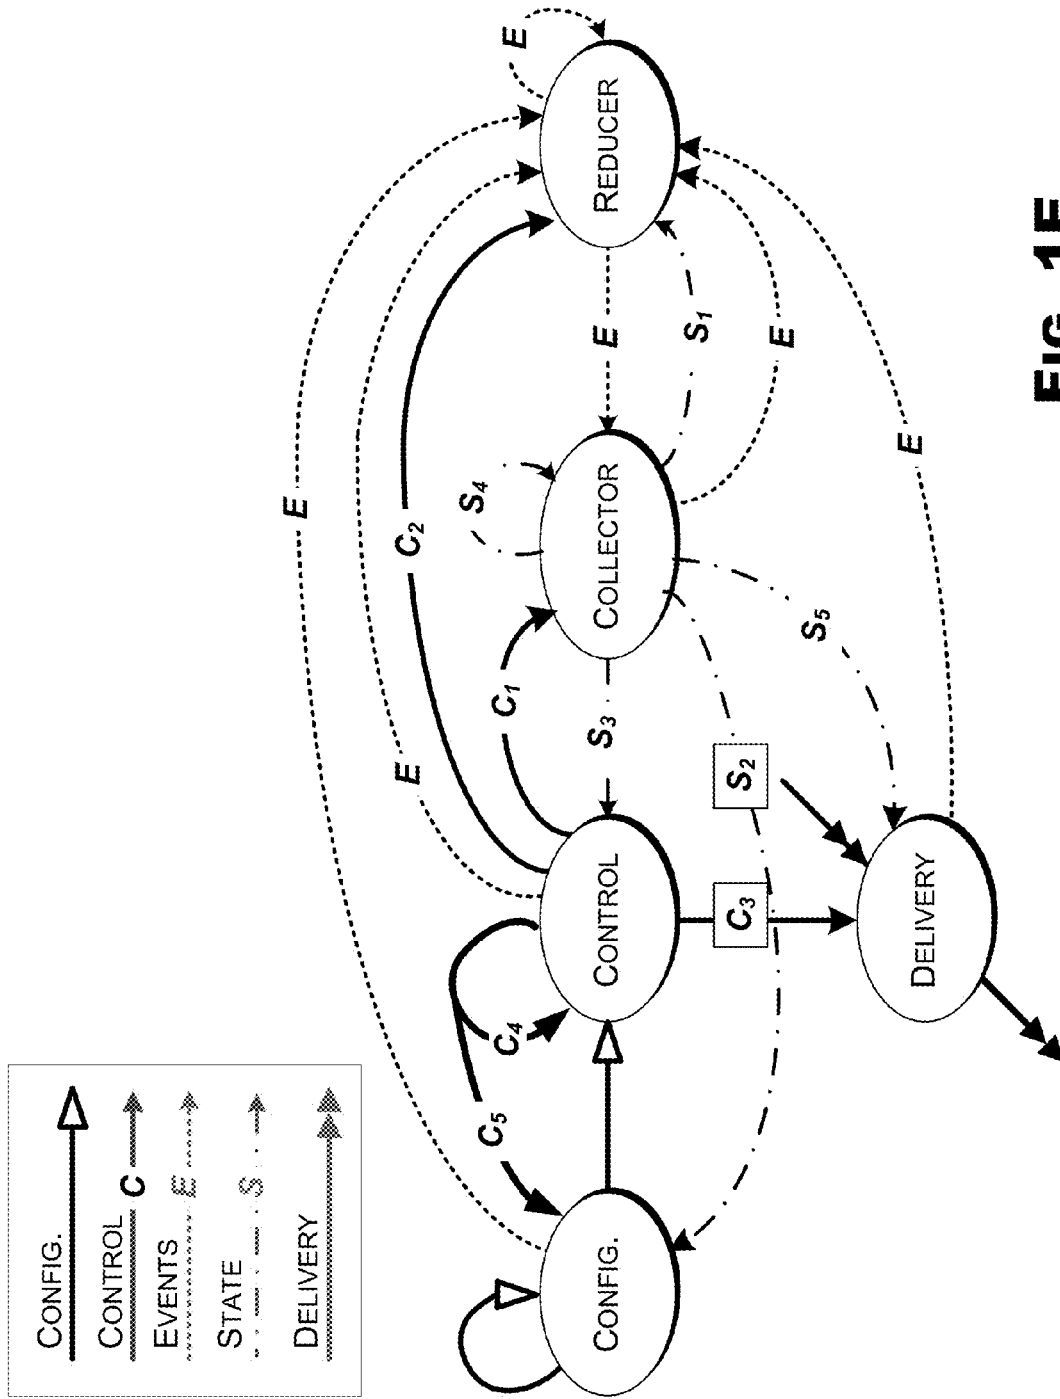 CONFIG.
CONTROL C
EVENTS E
STATE S
DELIVERY
E
E
C2
C5
C4
C1
S4
E
CONFIG.
CONTROL
S3
COLLECTOR
E
REDUCER
S1
C3
S2
E
S5
DELIVERY
E
FIG.